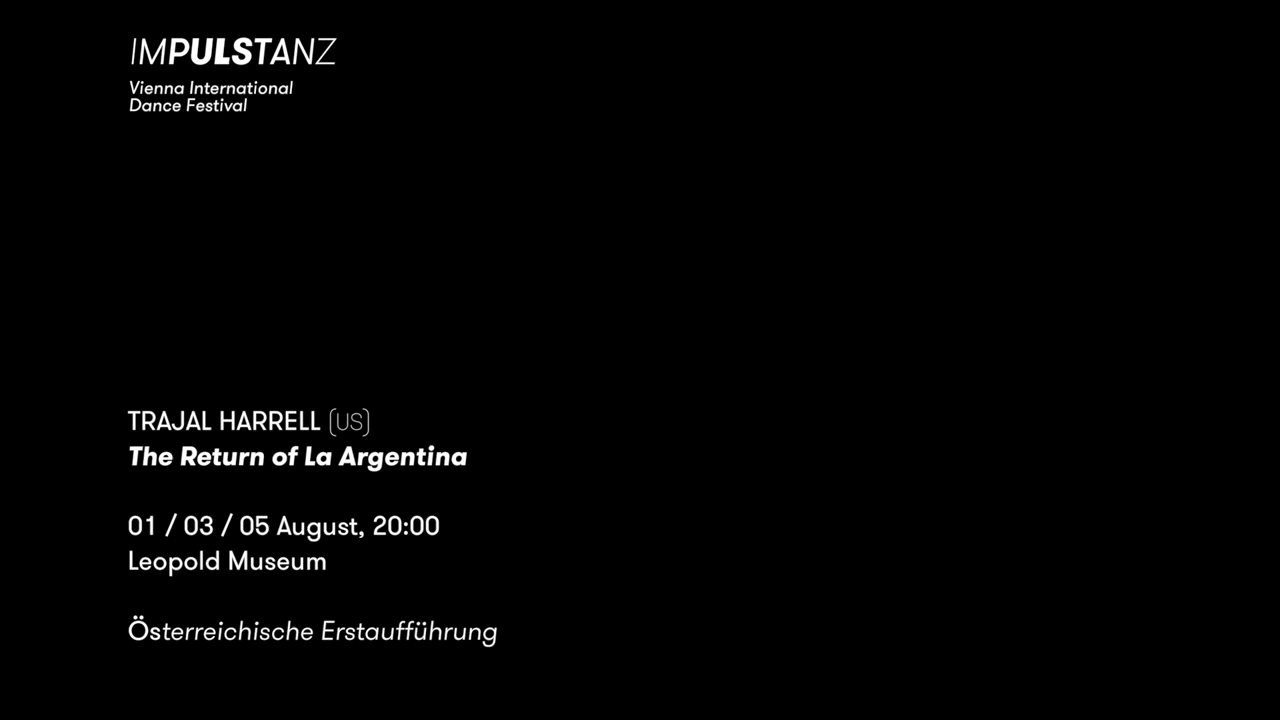 IMPULSTANZ
Vienna International
Dance Festival
TRAJAL HARRELL (US)
The Return of La Argentina
01 / 03 / 05 August, 20:00
Leopold Museum
Österreichische Erstaufführung